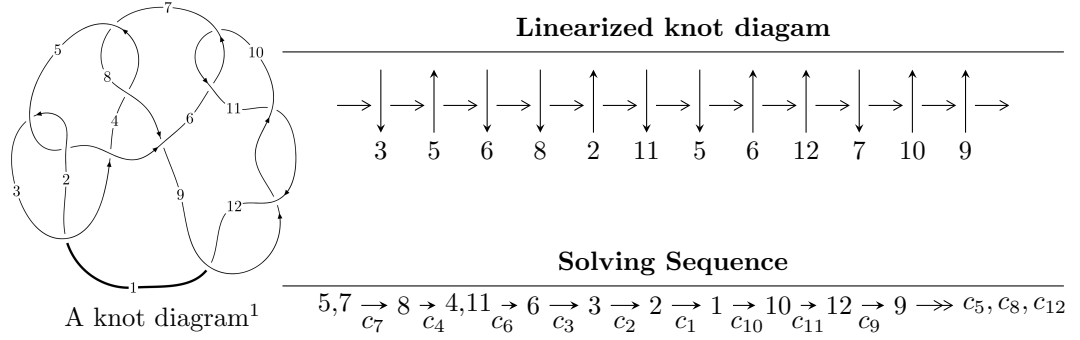 7
5
10
8
11
6
4
2
3
9
12
1
A knot diagram¹
Linearized knot diagam
3 5 6 8 2 11 5 6 12 7 10 9
Solving Sequence
5,7 → 8 → 4,11 → 6 → 3 → 2 → 1 → 10 → 12 → 9 →→ c₅, c₈, c₁₂
c₇ c₄ c₆ c₃ c₂ c₁ c₁₀ c₁₁ c₉